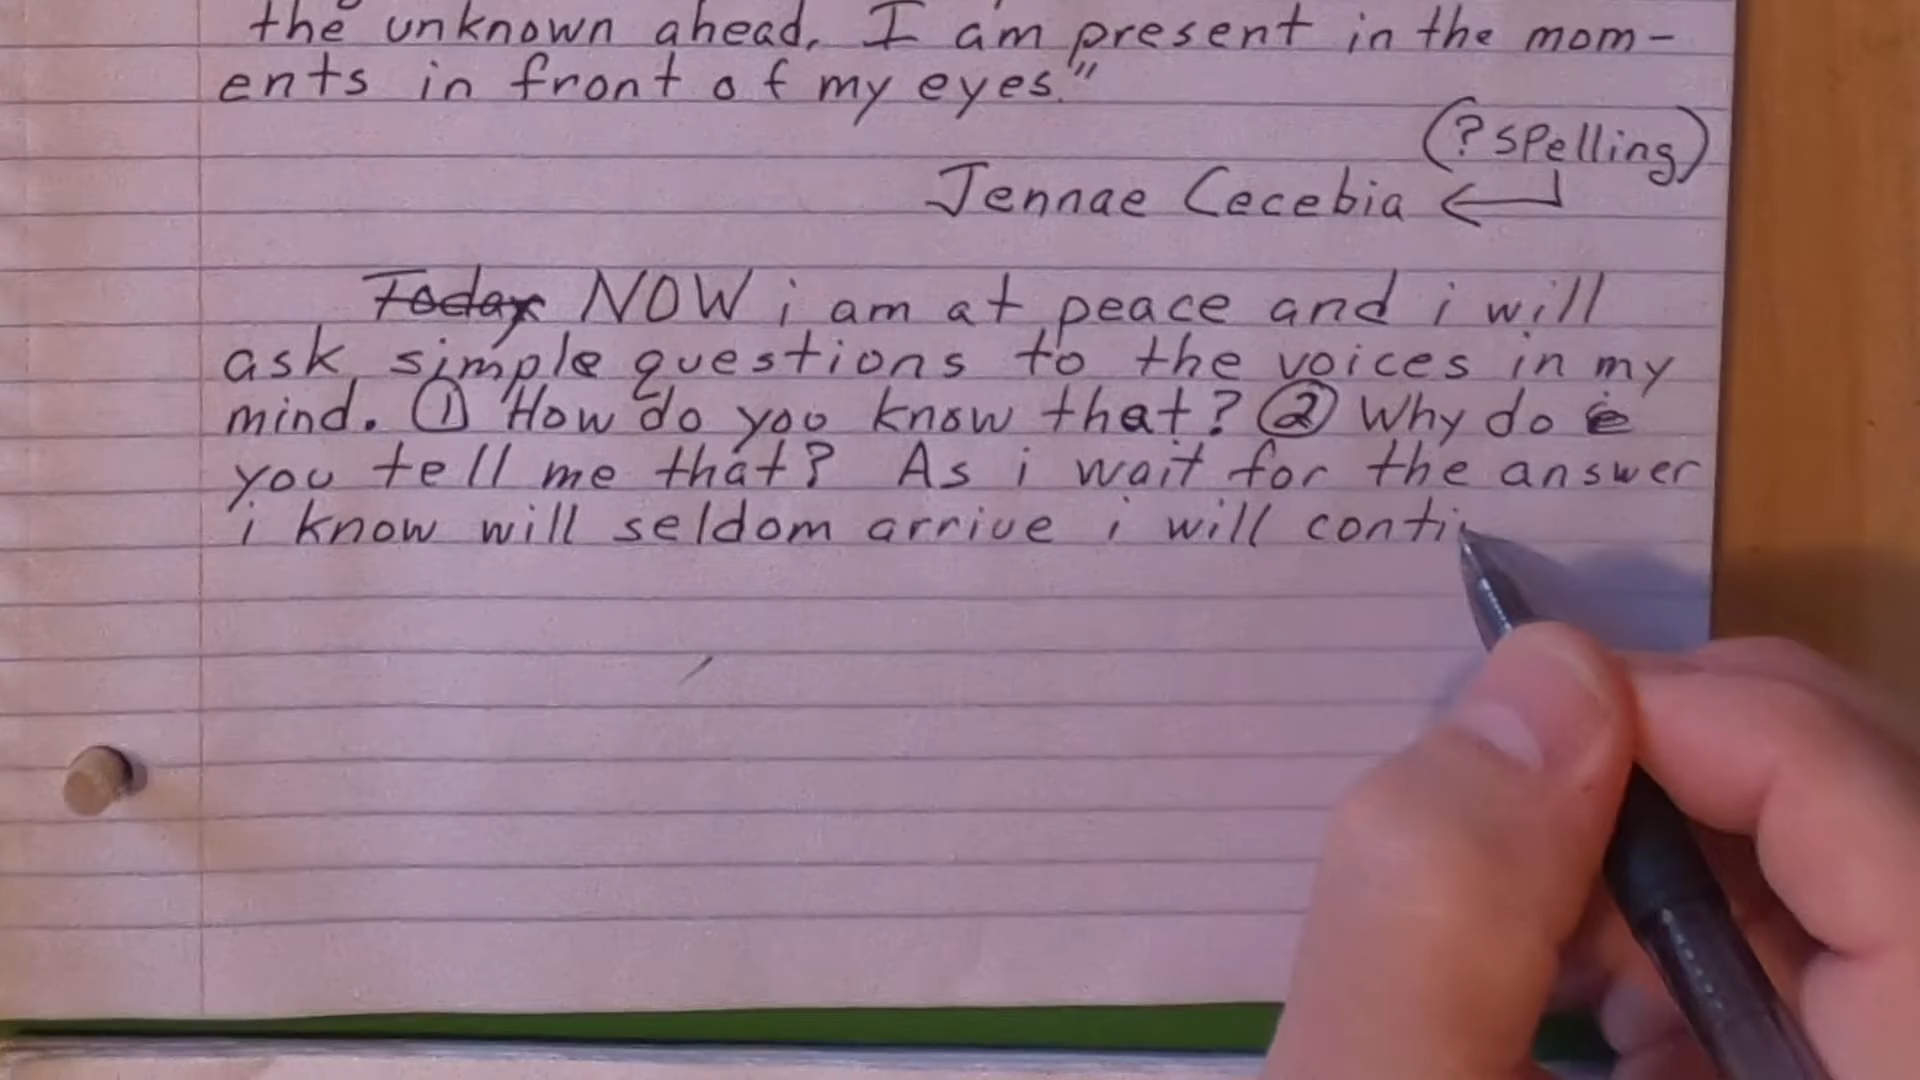 the unknown ahead. I am present in the mom-
ents in front of my eyes."
(? spelling)
Jennae Cecebia
Today NOW i am at peace and i will
ask simple questions to the voices in my
mind. ① How do you know that? ② Why do
you tell me that? As i wait for the answer
i know will seldom arrive i will conti